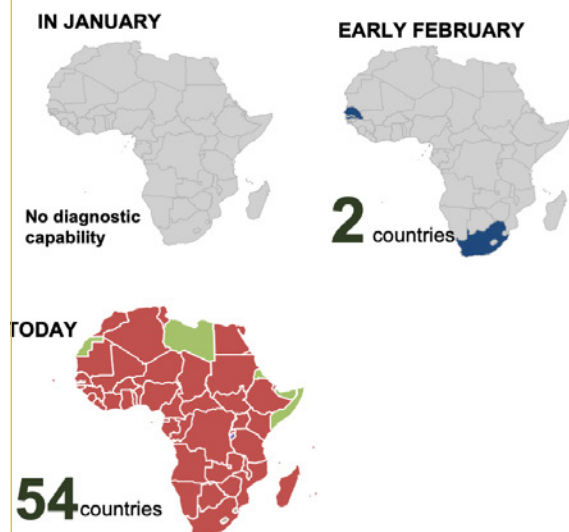 IN JANUARY
No diagnostic
capability
EARLY FEBRUARY
2 countries
TODAY
54 countries